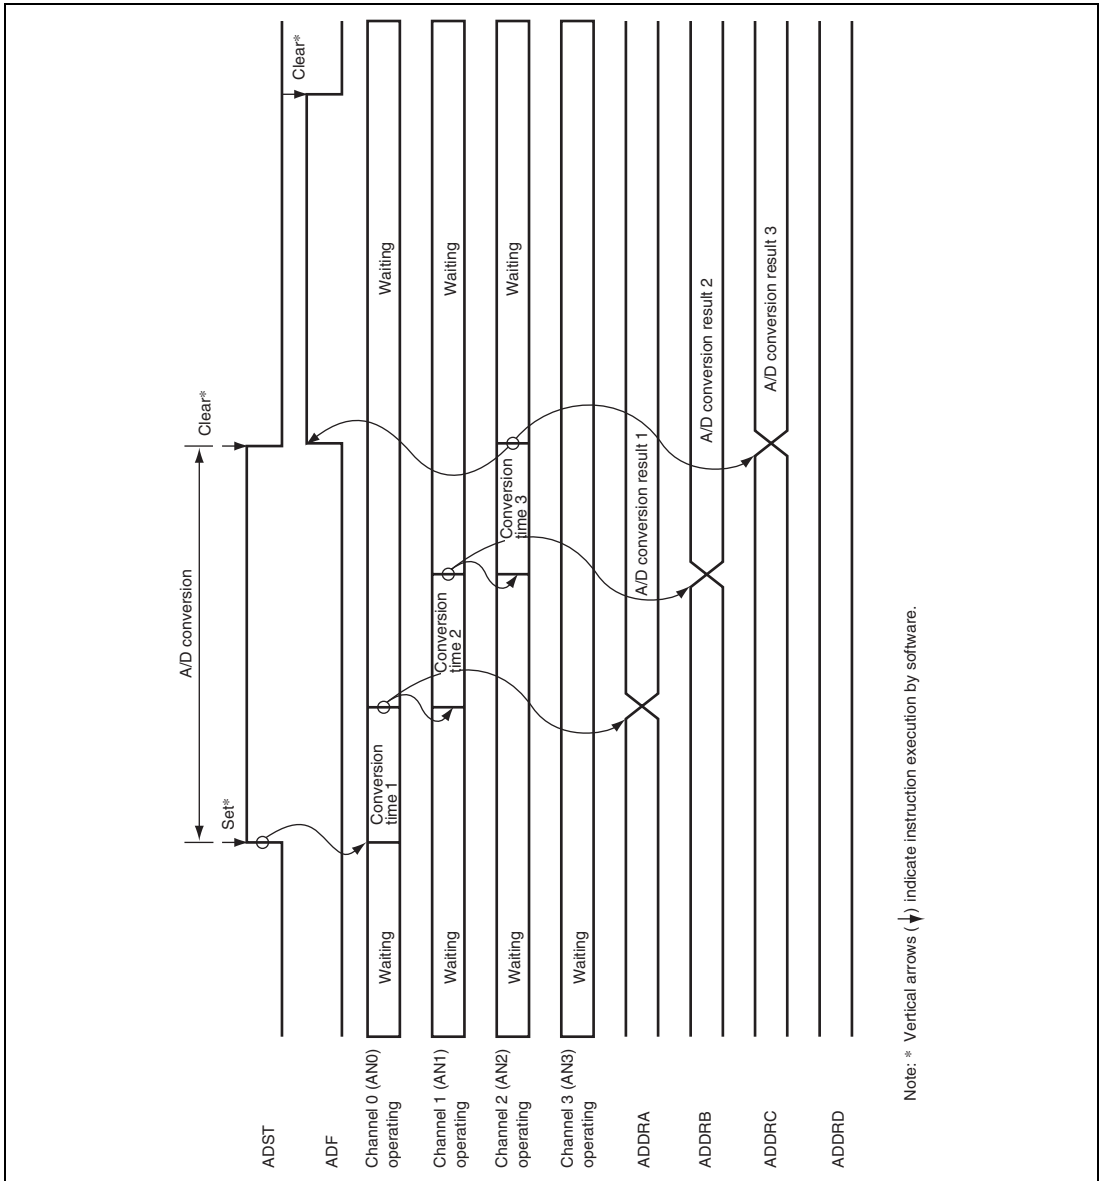 A/D conversion
Set*
Clear*
Clear*
ADST
ADF
Channel 0 (AN0)
operating
Waiting
Conversion
time 1
Waiting
Channel 1 (AN1)
operating
Waiting
Conversion
time 2
Waiting
Channel 2 (AN2)
operating
Waiting
Conversion
time 3
Waiting
Channel 3 (AN3)
operating
Waiting
ADDRA
A/D conversion result 1
ADDRB
A/D conversion result 2
ADDRC
A/D conversion result 3
ADDRD
Note: * Vertical arrows (↓) indicate instruction execution by software.